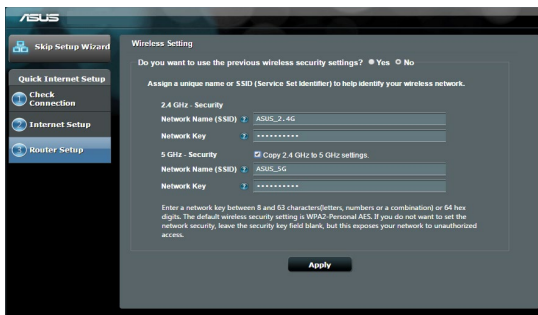 ASUS
Skip Setup Wizard
Quick Internet Setup
1 Check Connection
2 Internet Setup
3 Router Setup
Wireless Setting
Do you want to use the previous wireless security settings? Yes No
Assign a unique name or SSID (Service Set Identifier) to help identify your wireless network.
2.4 GHz - Security
Network Name (SSID) ? ASUS_2.4G
Network Key ? ••••••••••
5 GHz - Security Copy 2.4 GHz to 5 GHz settings.
Network Name (SSID) ? ASUS_5G
Network Key ? ••••••••••
Enter a network key between 8 and 63 characters(letters, numbers or a combination) or 64 hex
digits. The default wireless security setting is WPA2-Personal AES. If you do not want to set the
network security, leave the security key field blank, but this exposes your network to unauthorized
access.
Apply